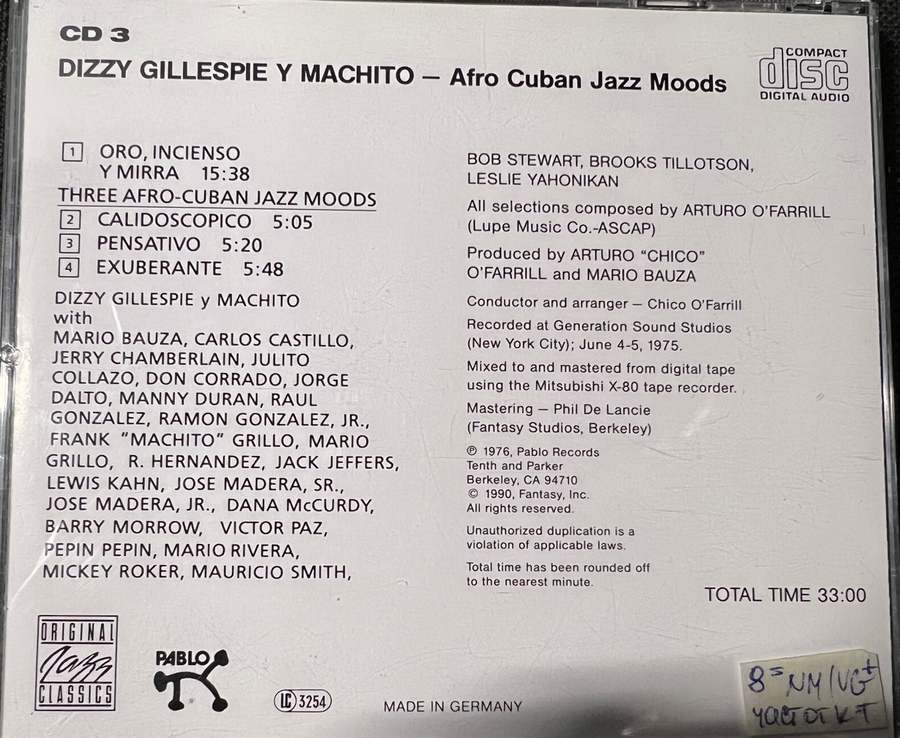 CD 3
DIZZY GILLESPIE Y MACHITO – Afro Cuban Jazz Moods
COMPACT
disc
DIGITAL AUDIO
1 ORO, INCIENSO
Y MIRRA 15:38
THREE AFRO-CUBAN JAZZ MOODS
2 CALIDOSCOPICO 5:05
3 PENSATIVO 5:20
4 EXUBERANTE 5:48
DIZZY GILLESPIE y MACHITO
with
MARIO BAUZA, CARLOS CASTILLO,
JERRY CHAMBERLAIN, JULITO
COLLAZO, DON CORRADO, JORGE
DALTO, MANNY DURAN, RAUL
GONZALEZ, RAMON GONZALEZ, JR.,
FRANK "MACHITO" GRILLO, MARIO
GRILLO, R. HERNANDEZ, JACK JEFFERS,
LEWIS KAHN, JOSE MADERA, SR.,
JOSE MADERA, JR., DANA McCURDY,
BARRY MORROW, VICTOR PAZ,
PEPIN PEPIN, MARIO RIVERA,
MICKEY ROKER, MAURICIO SMITH,
BOB STEWART, BROOKS TILLOTSON,
LESLIE YAHONIKAN
All selections composed by ARTURO O'FARRILL
(Lupe Music Co.-ASCAP)
Produced by ARTURO "CHICO"
O'FARRILL and MARIO BAUZA
Conductor and arranger – Chico O'Farrill
Recorded at Generation Sound Studios
(New York City); June 4-5, 1975.
Mixed to and mastered from digital tape
using the Mitsubishi X-80 tape recorder.
Mastering – Phil De Lancie
(Fantasy Studios, Berkeley)
℗ 1976, Pablo Records
Tenth and Parker
Berkeley, CA 94710
© 1990, Fantasy, Inc.
All rights reserved.
Unauthorized duplication is a
violation of applicable laws.
Total time has been rounded off
to the nearest minute.
TOTAL TIME 33:00
ORIGINAL
Jazz
CLASSICS
PABLO
LC 3254
MADE IN GERMANY
8= NM/VG+